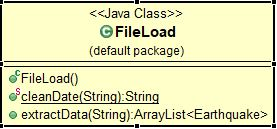 <<Java Class>>
FileLoad
(default package)
FileLoad()
cleanDate(String):String
extractData(String):ArrayList<Earthquake>